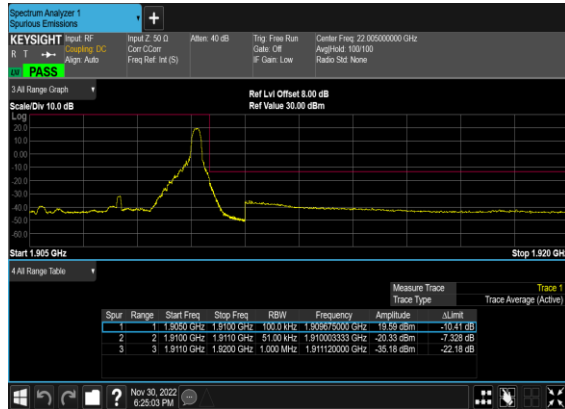 Spectrum Analyzer 1
Spurious Emissions
+
KEYSIGHT Input: RF Input Z: 50 Ω Atten: 40 dB Trig: Free Run Center Freq: 22.005000000 GHz
R T Coupling: DC Corr CCorr Gate: Off Avg|Hold: 100/100
Align: Auto Freq Ref: Int (S) IF Gain: Low Radio Std: None
PASS
3 All Range Graph
Ref Lvl Offset 8.00 dB
Scale/Div 10.0 dB Ref Value 30.00 dBm
Log
20.0
10.0
0.00
-10.0
-20.0
-30.0
-40.0
-50.0
-60.0
Start 1.905 GHz Stop 1.920 GHz
4 All Range Table
Measure Trace Trace 1
Trace Type Trace Average (Active)
Spur Range Start Freq Stop Freq RBW Frequency Amplitude ΔLimit
1 1 1.9050 GHz 1.9100 GHz 100.0 kHz 1.909675000 GHz 19.59 dBm -10.41 dB
2 2 1.9100 GHz 1.9110 GHz 51.00 kHz 1.910003333 GHz -20.33 dBm -7.328 dB
3 3 1.9110 GHz 1.9200 GHz 1.000 MHz 1.911120000 GHz -35.18 dBm -22.18 dB
? Nov 30, 2022
6:25:03 PM